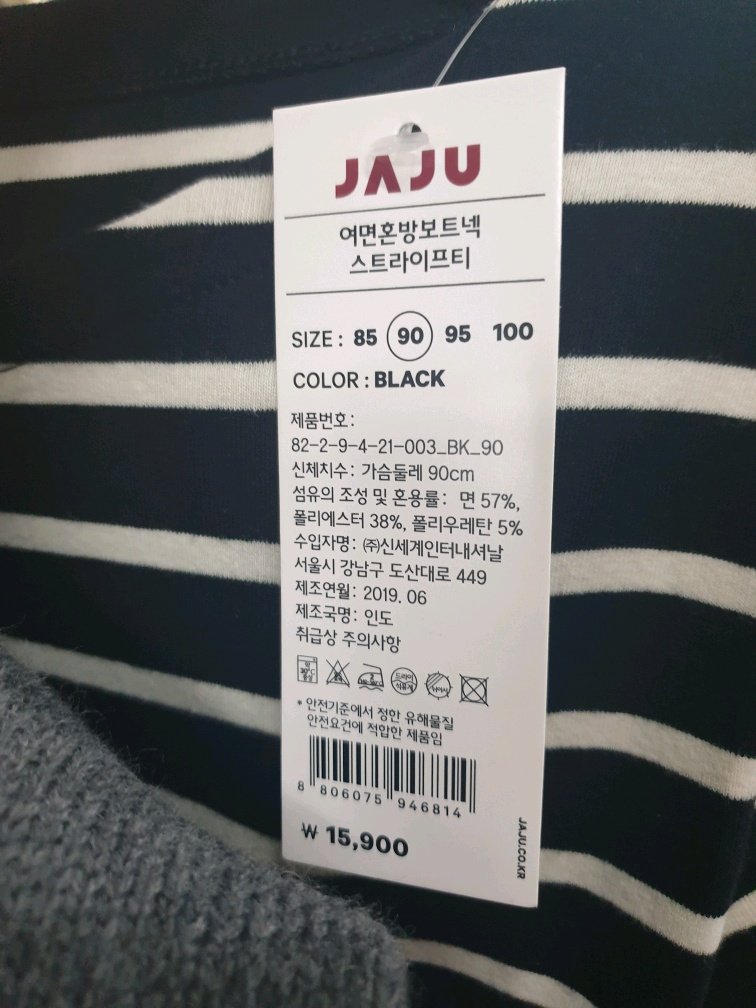 JAJU
여면혼방보트넥
스트라이프티
SIZE : 85 90 95 100
COLOR : BLACK
제품번호:
82-2-9-4-21-003_BK_90
신체치수: 가슴둘레 90cm
섬유의 조성 및 혼용률: 면 57%,
폴리에스터 38%, 폴리우레탄 5%
수입자명: ㈜신세계인터내셔날
서울시 강남구 도산대로 449
제조연월: 2019. 06
제조국명: 인도
취급상 주의사항
드라이
* 안전기준에서 정한 유해물질
안전요건에 적합한 제품임
8 806075 946814
₩ 15,900
JAJU.CO.KR